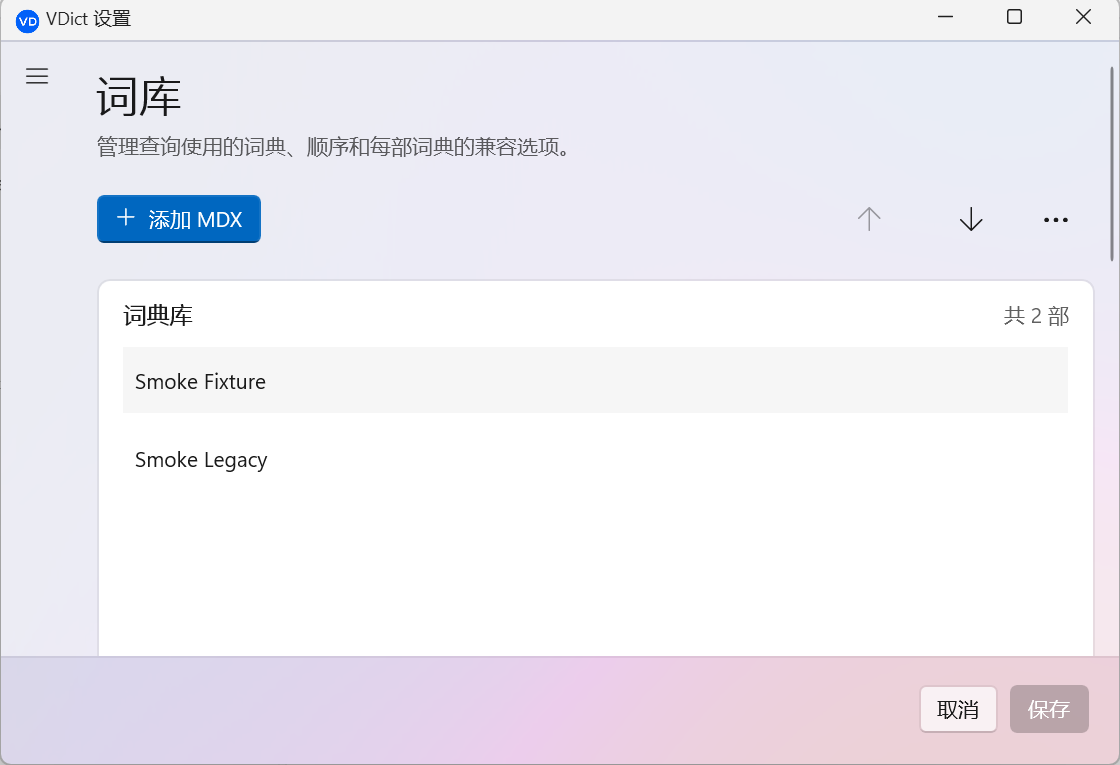 VD VDict 设置
词库
管理查询使用的词典、顺序和每部词典的兼容选项。
添加 MDX
词典库 共 2 部
Smoke Fixture
Smoke Legacy
取消 保存